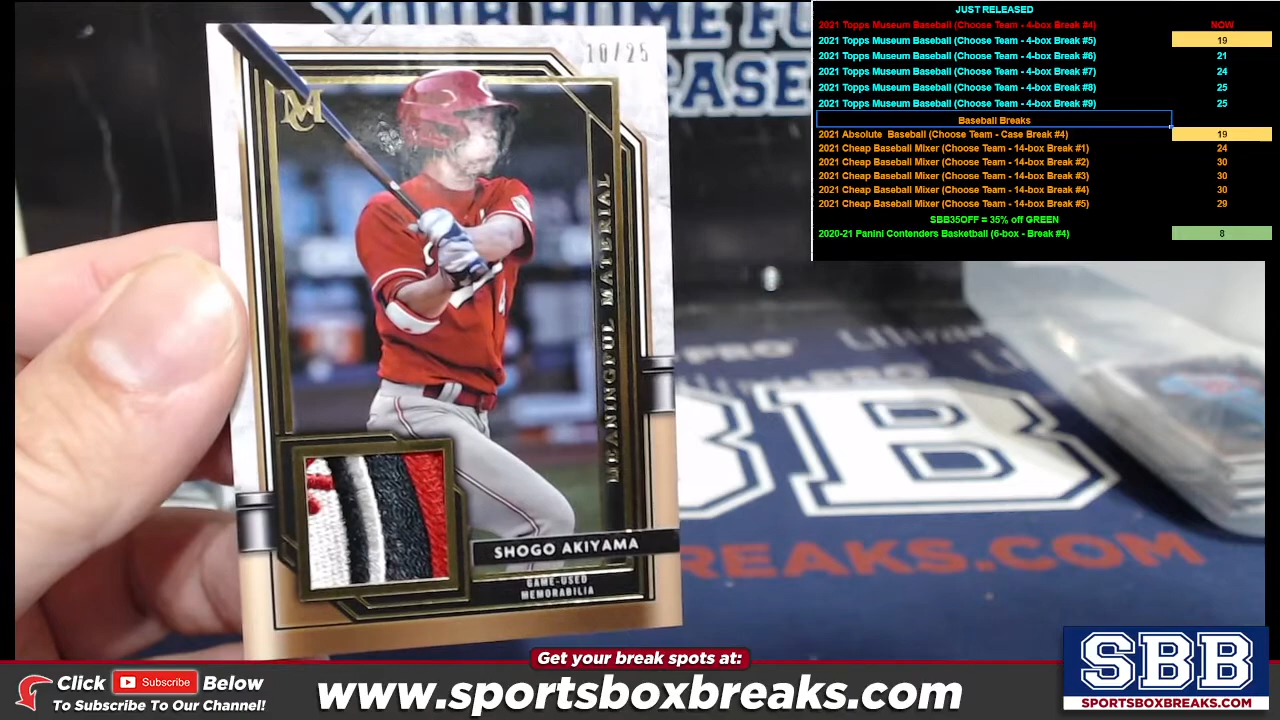 YOUR HOME FO
CASE
10/25
M
MEANINGFUL MATERIAL
SHOGO AKIYAMA
GAME-USED
MEMORABILIA
JUST RELEASED
2021 Topps Museum Baseball (Choose Team - 4-box Break #4) NOW
2021 Topps Museum Baseball (Choose Team - 4-box Break #5) 19
2021 Topps Museum Baseball (Choose Team - 4-box Break #6) 21
2021 Topps Museum Baseball (Choose Team - 4-box Break #7) 24
2021 Topps Museum Baseball (Choose Team - 4-box Break #8) 25
2021 Topps Museum Baseball (Choose Team - 4-box Break #9) 25
Baseball Breaks
2021 Absolute Baseball (Choose Team - Case Break #4) 19
2021 Cheap Baseball Mixer (Choose Team - 14-box Break #1) 24
2021 Cheap Baseball Mixer (Choose Team - 14-box Break #2) 30
2021 Cheap Baseball Mixer (Choose Team - 14-box Break #3) 30
2021 Cheap Baseball Mixer (Choose Team - 14-box Break #4) 30
2021 Cheap Baseball Mixer (Choose Team - 14-box Break #5) 29
SBB35OFF = 35% off GREEN
2020-21 Panini Contenders Basketball (6-box - Break #4) 8
PRO Ultra
BB
BREAKS.COM
Get your break spots at:
Click Subscribe Below
To Subscribe To Our Channel!
www.sportsboxbreaks.com
SBB
SPORTSBOXBREAKS.COM